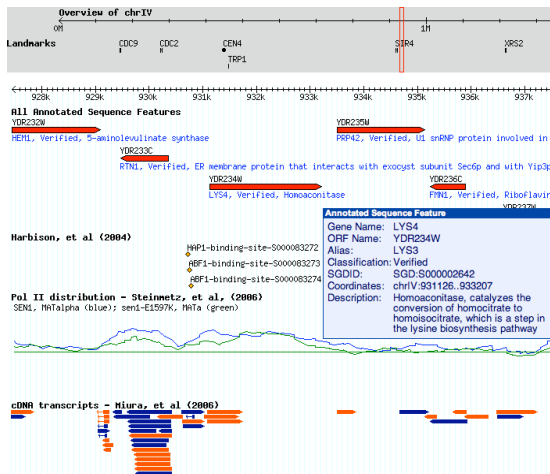 Overview of chrIV
0M
1M
Landmarks
CDC9
CDC2
CEN4
SIR4
XRS2
TRP1
928k
929k
930k
931k
932k
933k
934k
935k
936k
937k
All Annotated Sequence Features
YDR232W
YDR235W
HEM1, Verified, 5-aminolevulinate synthase
PRP42, Verified, U1 snRNP protein involved in
YDR233C
RTN1, Verified, ER membrane protein that interacts with exocyst subunit Sec6p and with Yip3p
YDR234W
YDR236C
LYS4, Verified, Homoaconitase
FMN1, Verified, Riboflavin
YDR237W
Annotated Sequence Feature
Gene Name: LYS4
ORF Name: YDR234W
Alias: LYS3
Classification: Verified
SGDID: SGD:S000002642
Coordinates: chrIV:931126..933207
Description: Homoaconitase, catalyzes the
conversion of homocitrate to
homoisocitrate, which is a step in
the lysine biosynthesis pathway
Harbison, et al (2004)
HAP1-binding-site-S000083272
ABF1-binding-site-S000083273
ABF1-binding-site-S000083274
Pol II distribution - Steinmetz, et al, (2006)
SEN1, MATalpha (blue); sen1-E1597K, MATa (green)
cDNA transcripts - Miura, et al (2006)